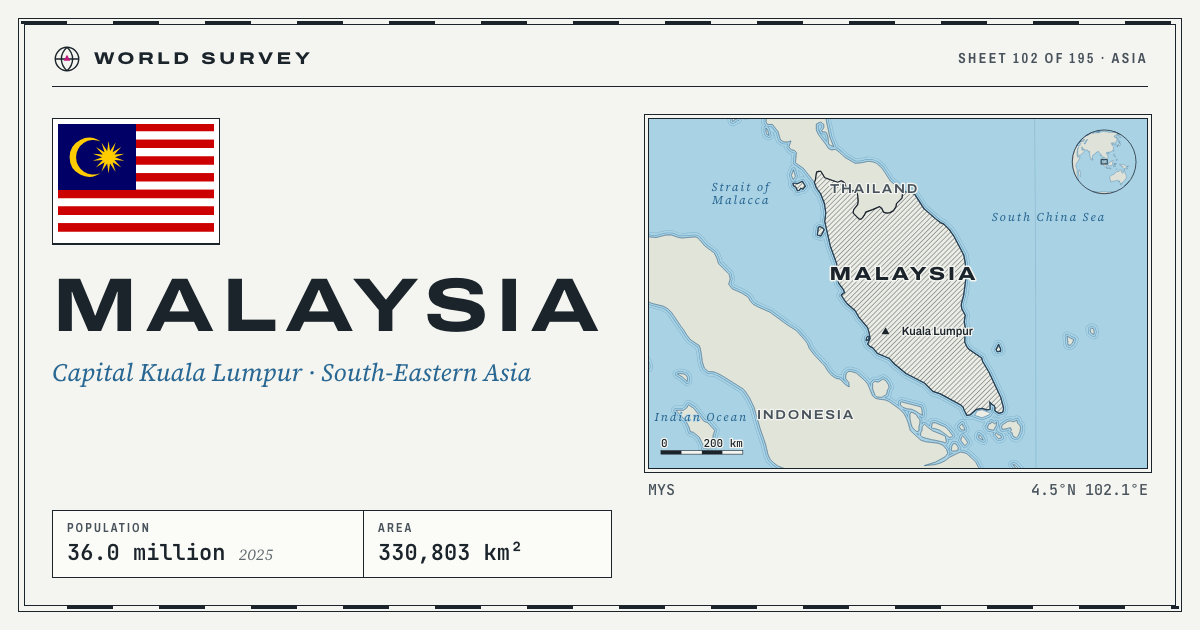 WORLD SURVEY
SHEET 102 OF 195 · ASIA
MALAYSIA
Capital Kuala Lumpur · South-Eastern Asia
POPULATION
36.0 million 2025
AREA
330,803 km²
Strait of
Malacca
THAILAND
South China Sea
MALAYSIA
Kuala Lumpur
Indian Ocean
INDONESIA
0 200 km
MYS
4.5°N 102.1°E